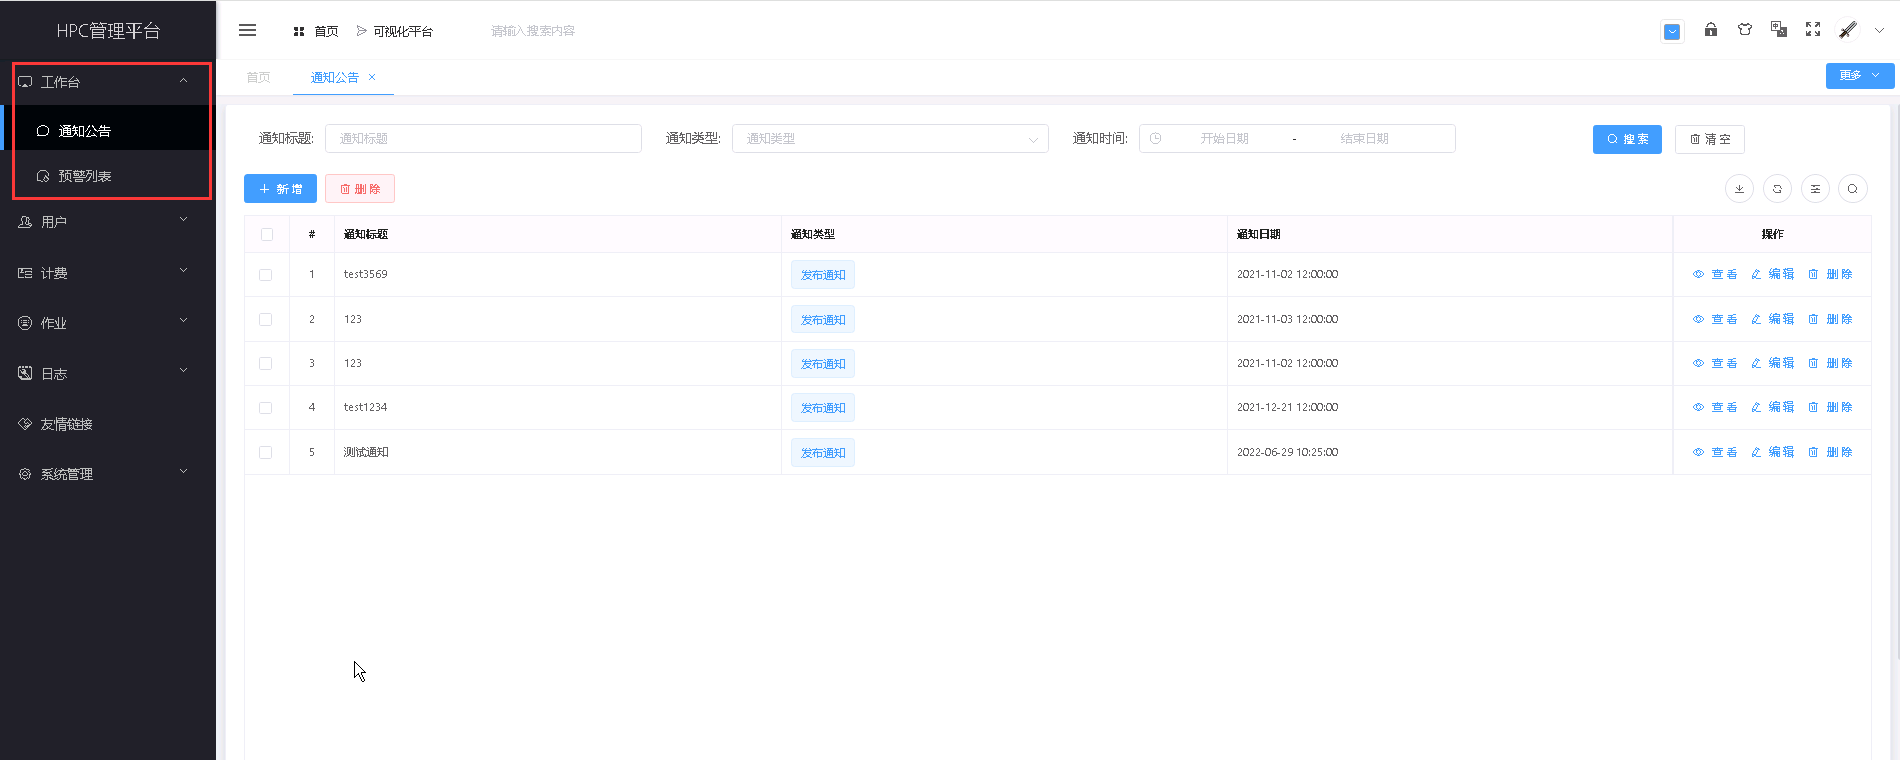 HPC管理平台
首页 可视化平台 请输入搜索内容
工作台
通知公告
预警列表
用户
计费
作业
日志
友情链接
系统管理
首页 通知公告 ×
更多
通知标题: 通知标题 通知类型: 通知类型 通知时间: 开始日期 - 结束日期 搜索 清空
+ 新增 删除
# 通知标题 通知类型 通知日期 操作
1 test3569 发布通知 2021-11-02 12:00:00 查看 编辑 删除
2 123 发布通知 2021-11-03 12:00:00 查看 编辑 删除
3 123 发布通知 2021-11-02 12:00:00 查看 编辑 删除
4 test1234 发布通知 2021-12-21 12:00:00 查看 编辑 删除
5 测试通知 发布通知 2022-06-29 10:25:00 查看 编辑 删除